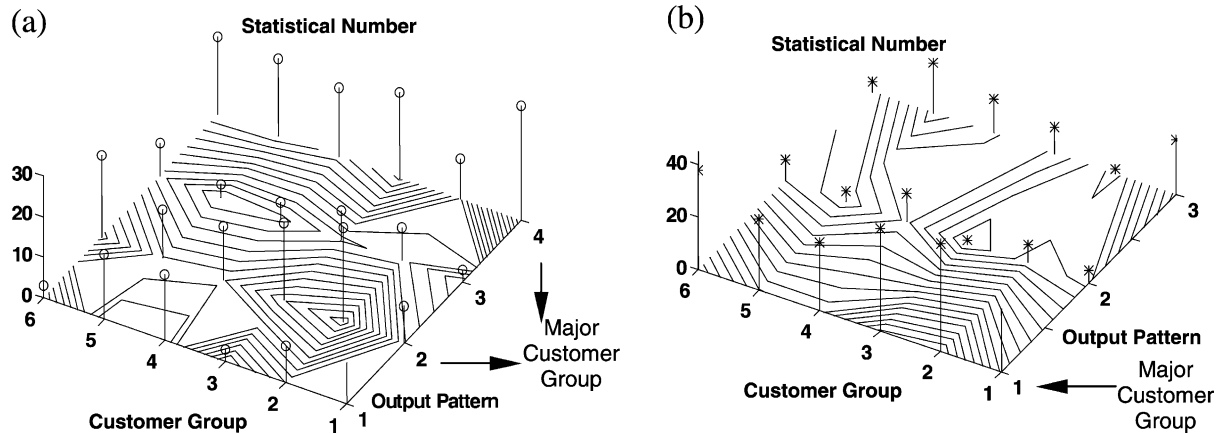 (a)
Statistical Number
30
20
10
0
6
5
4
3
2
1
1
2
3
4
Customer Group
Output Pattern
Major
Customer
Group
(b)
Statistical Number
40
20
0
6
5
4
3
2
1
1
2
3
Customer Group
Output Pattern
Major
Customer
Group